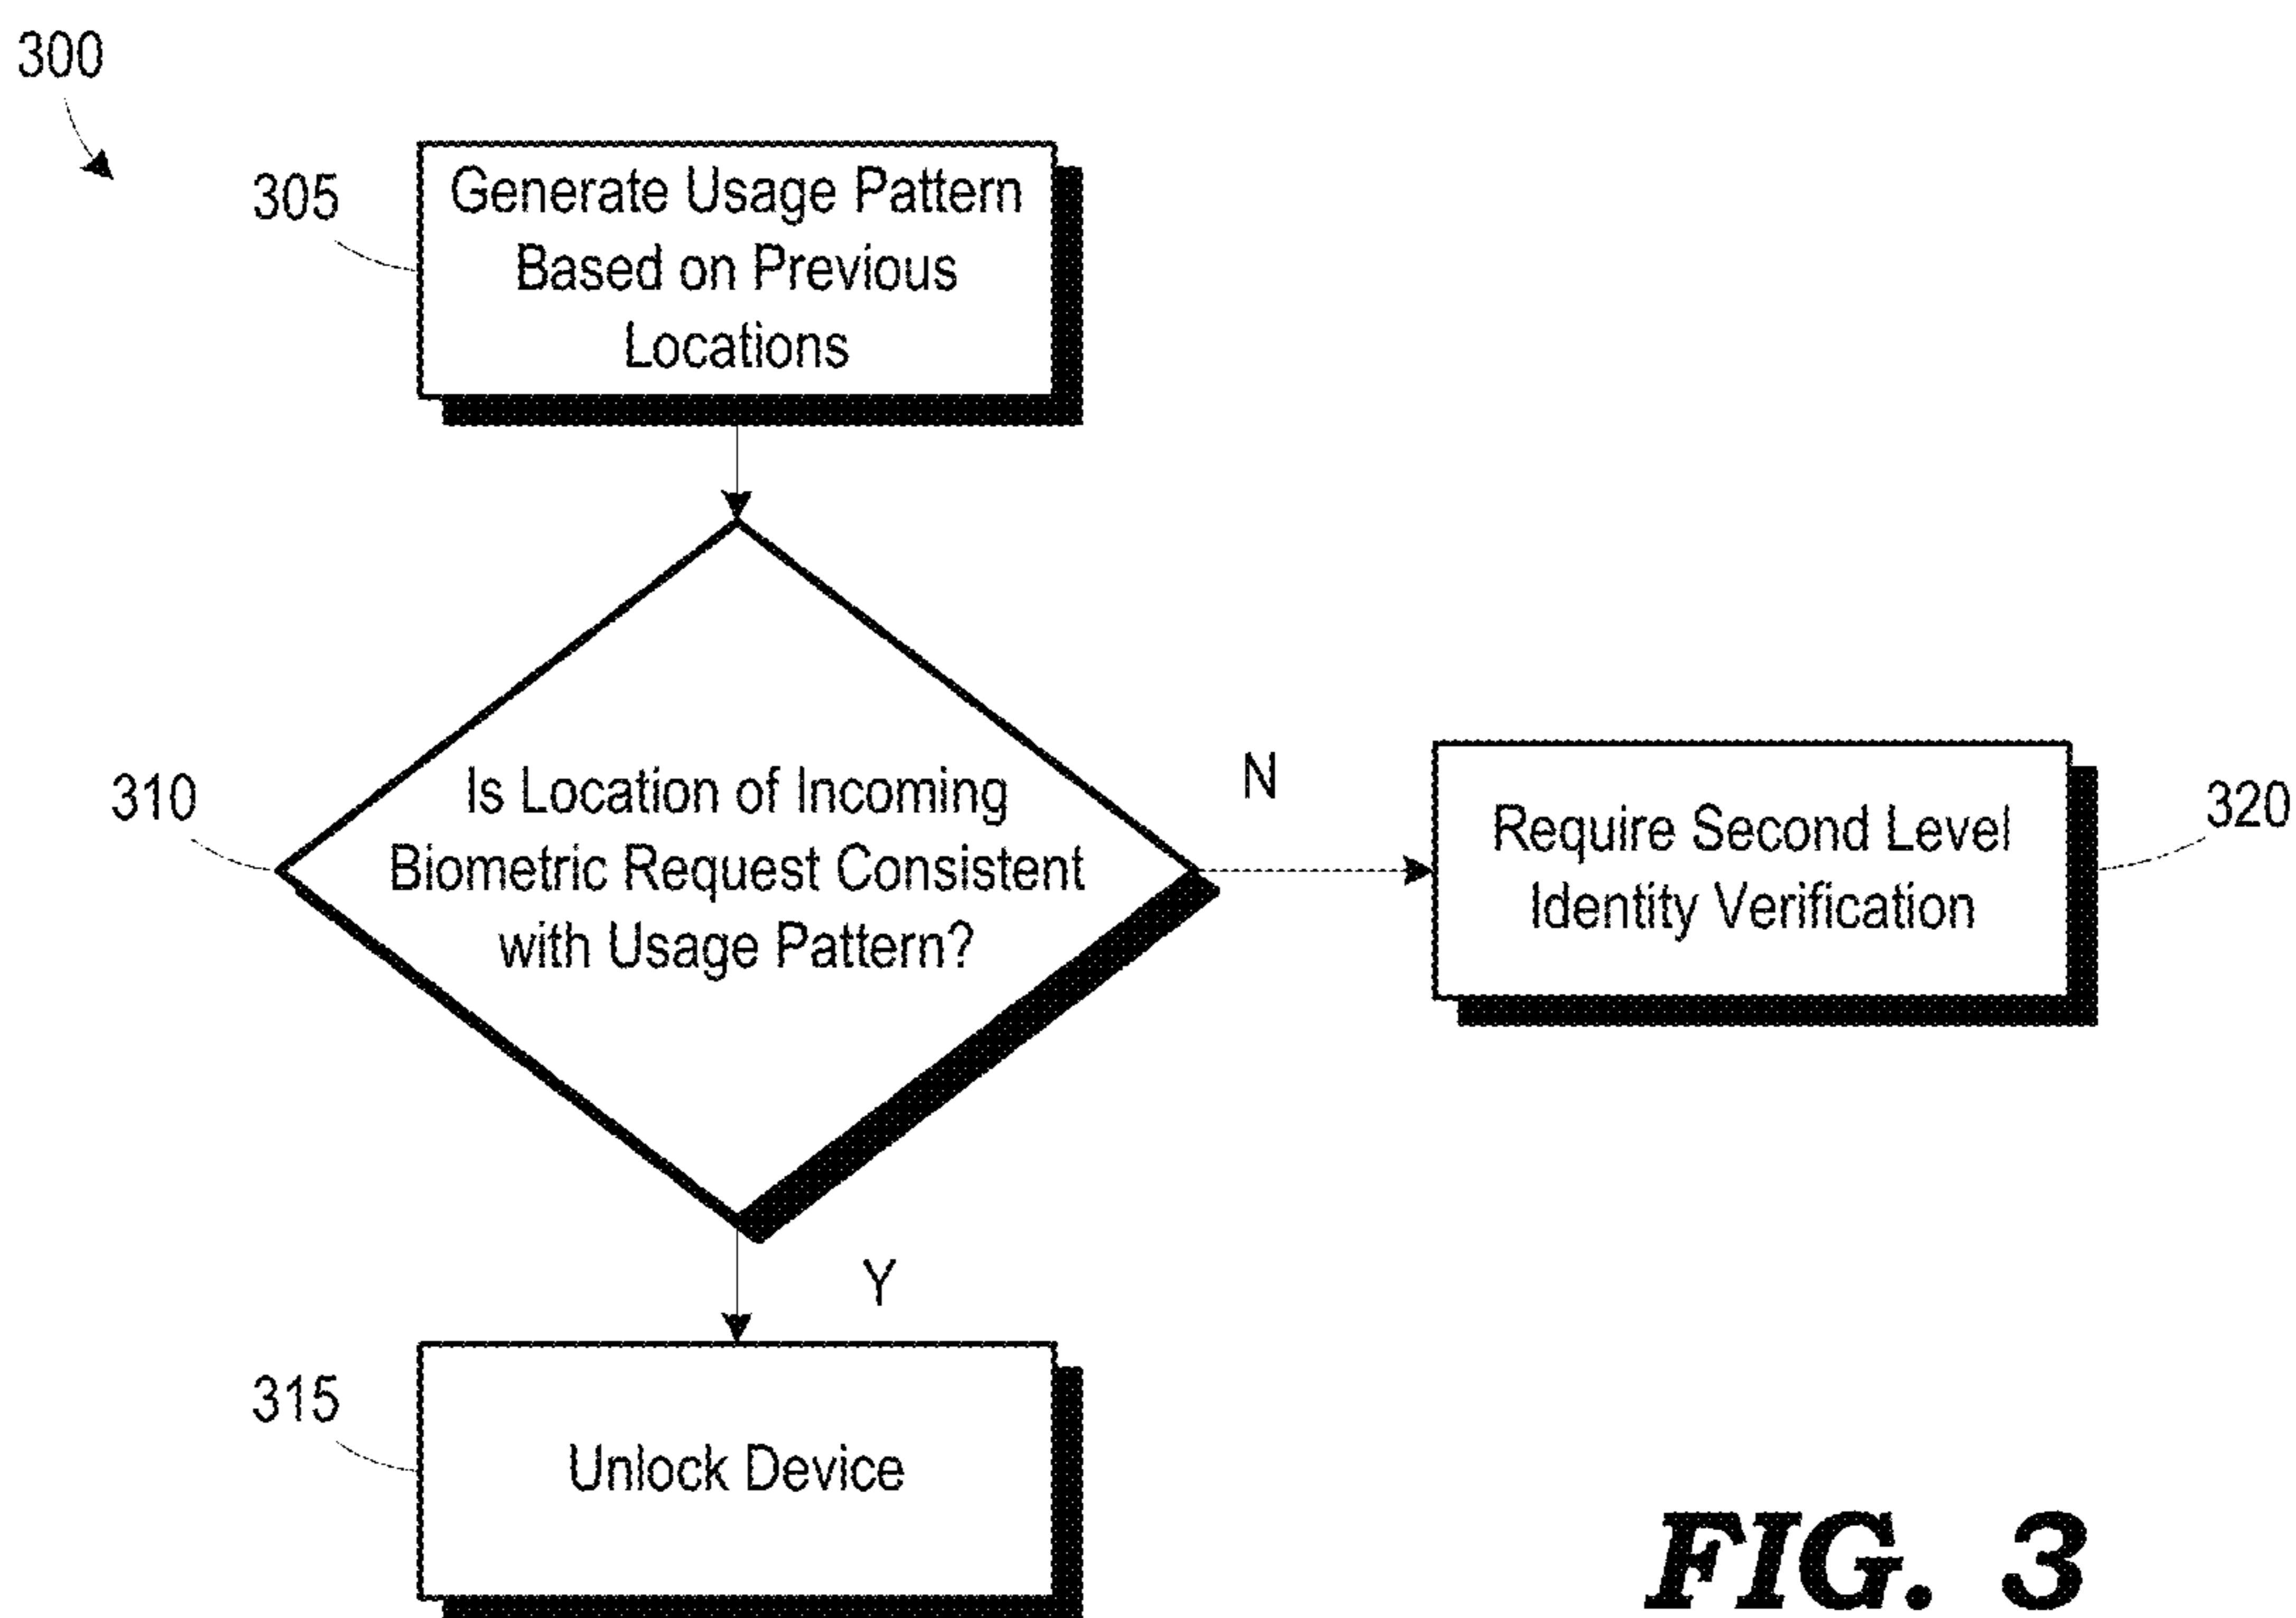 300
305
Generate Usage Pattern
Based on Previous
Locations
310
Is Location of Incoming
Biometric Request Consistent
with Usage Pattern?
N
Require Second Level
Identity Verification
320
Y
315
Unlock Device
FIG. 3